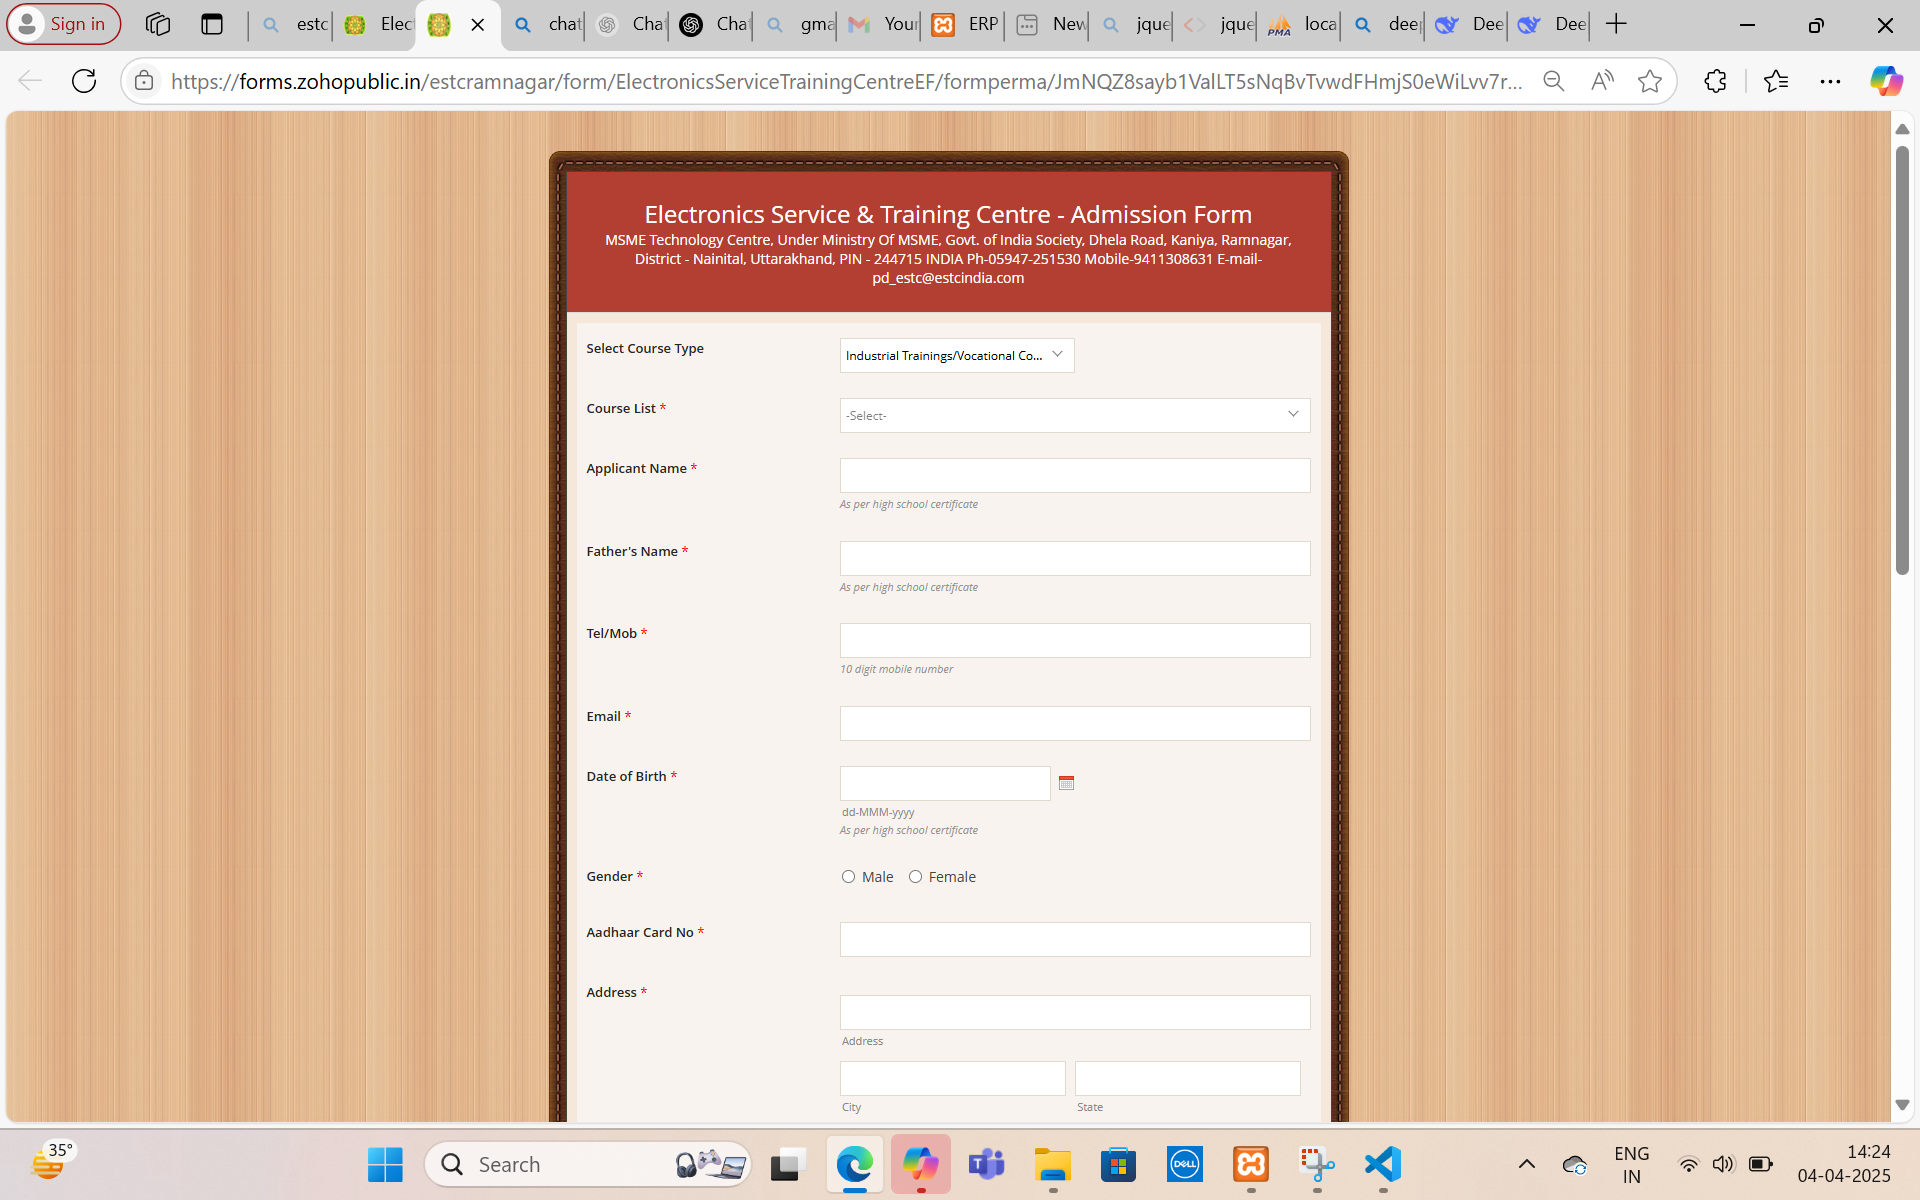 Sign in
estc
Elec
chat
Chat
Chat
gma
Your
ERP
New
jque
jque
PMA
loca
deep
Dee
Dee
https://forms.zohopublic.in/estcramnagar/form/ElectronicsServiceTrainingCentreEF/formperma/JmNQZ8sayb1ValLT5sNqBvTvwdFHmjS0eWiLvv7r...
Electronics Service & Training Centre - Admission Form
MSME Technology Centre, Under Ministry Of MSME, Govt. of India Society, Dhela Road, Kaniya, Ramnagar,
District - Nainital, Uttarakhand, PIN - 244715 INDIA Ph-05947-251530 Mobile-9411308631 E-mail-
pd_estc@estcindia.com
Select Course Type
Industrial Trainings/Vocational Co...
Course List *
-Select-
Applicant Name *
As per high school certificate
Father's Name *
As per high school certificate
Tel/Mob *
10 digit mobile number
Email *
Date of Birth *
dd-MMM-yyyy
As per high school certificate
Gender *
Male
Female
Aadhaar Card No *
Address *
Address
City
State
35°
Search
DELL
ENG
IN
14:24
04-04-2025